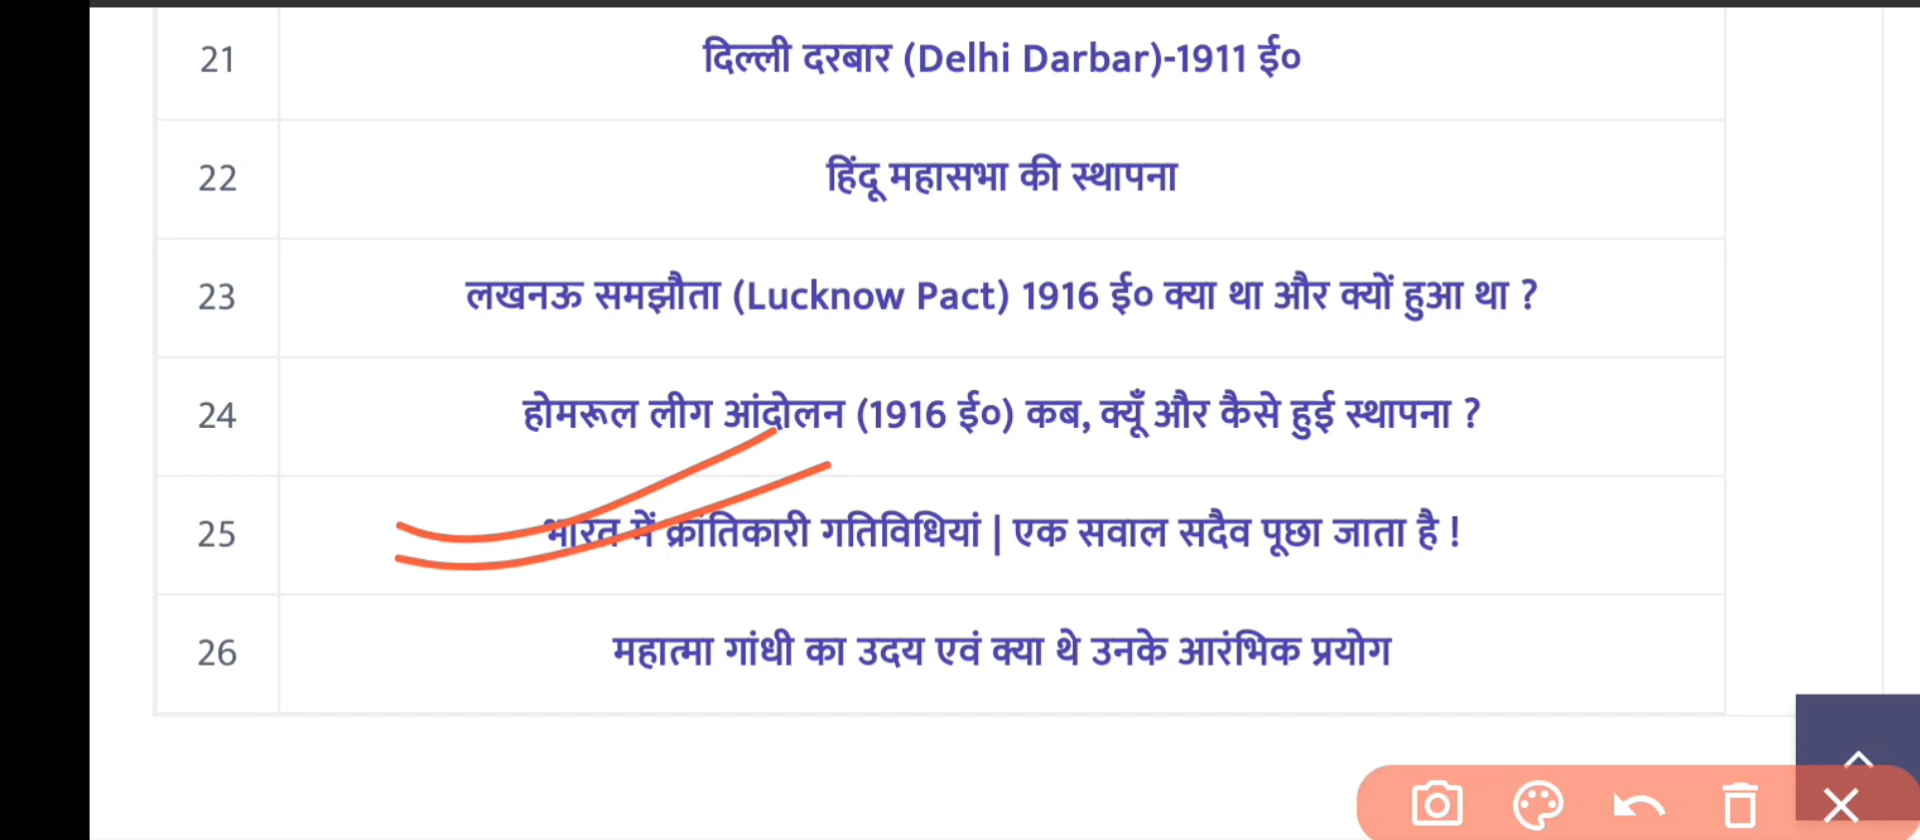 21
दिल्ली दरबार (Delhi Darbar)-1911 ई०
22
हिंदू महासभा की स्थापना
23
लखनऊ समझौता (Lucknow Pact) 1916 ई० क्या था और क्यों हुआ था ?
24
होमरूल लीग आंदोलन (1916 ई०) कब, क्यूँ और कैसे हुई स्थापना ?
25
भारत में क्रांतिकारी गतिविधियां | एक सवाल सदैव पूछा जाता है !
26
महात्मा गांधी का उदय एवं क्या थे उनके आरंभिक प्रयोग